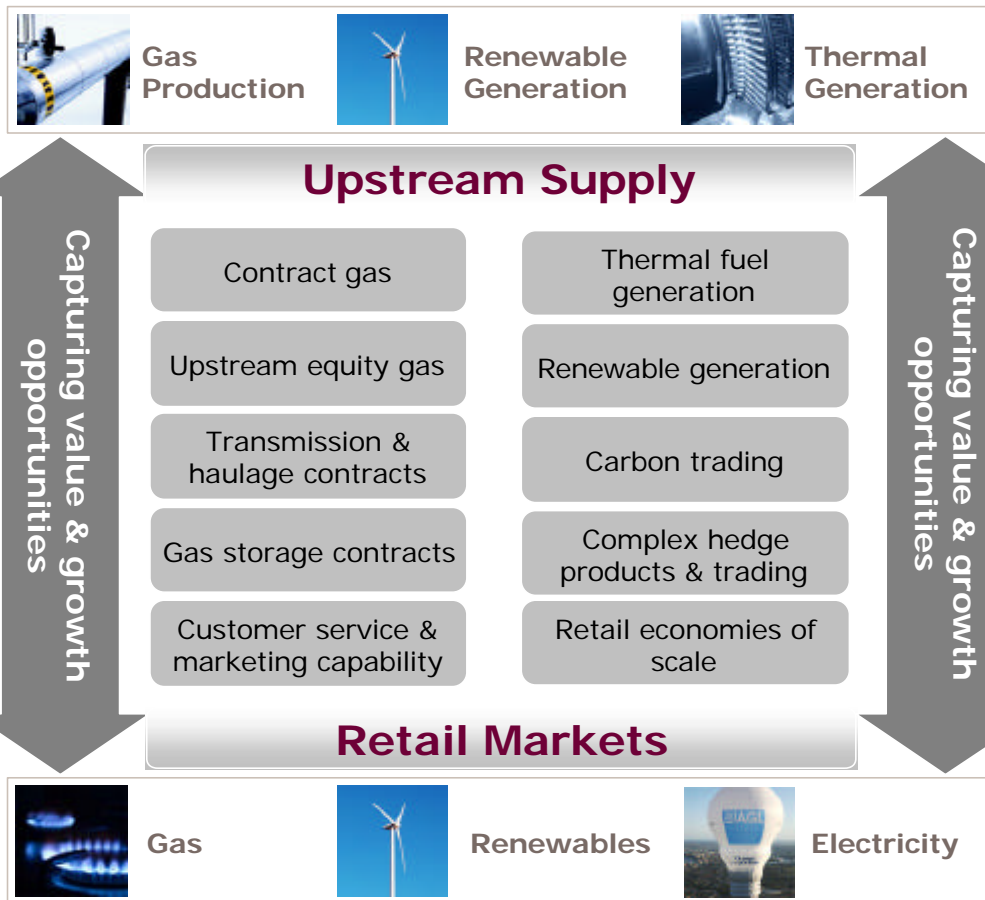 Gas
Production
Renewable
Generation
Thermal
Generation
Upstream Supply
Capturing value & growth
opportunities
Contract gas
Upstream equity gas
Transmission &
haulage contracts
Gas storage contracts
Customer service &
marketing capability
Thermal fuel
generation
Renewable generation
Carbon trading
Complex hedge
products & trading
Retail economies of
scale
Capturing value & growth
opportunities
Retail Markets
Gas
Renewables
AGL
Electricity